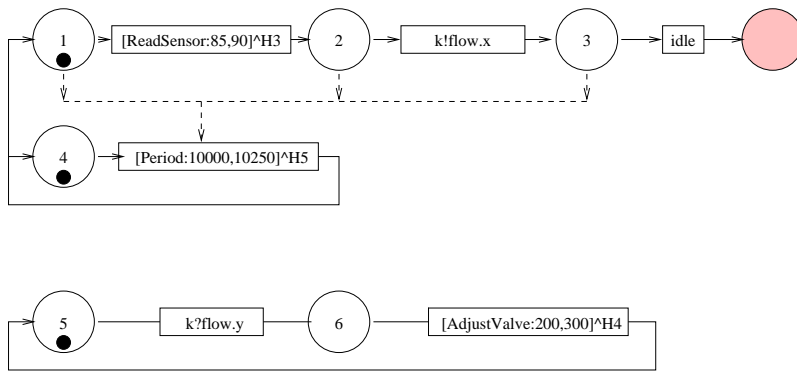 1 [ReadSensor:85,90]^H3 2 k!flow.x 3 idle
4 [Period:10000,10250]^H5
5 k?flow.y 6 [AdjustValve:200,300]^H4